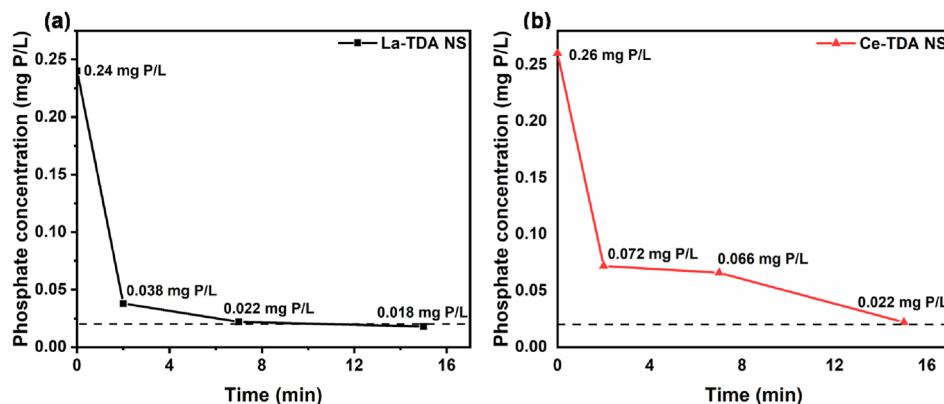 (a)
La-TDA NS
Phosphate concentration (mg P/L)
0.25
0.20
0.15
0.10
0.05
0.00
0.24 mg P/L
0.038 mg P/L
0.022 mg P/L
0.018 mg P/L
0
4
8
12
16
Time (min)
(b)
Ce-TDA NS
Phosphate concentration (mg P/L)
0.25
0.20
0.15
0.10
0.05
0.00
0.26 mg P/L
0.072 mg P/L
0.066 mg P/L
0.022 mg P/L
0
4
8
12
16
Time (min)